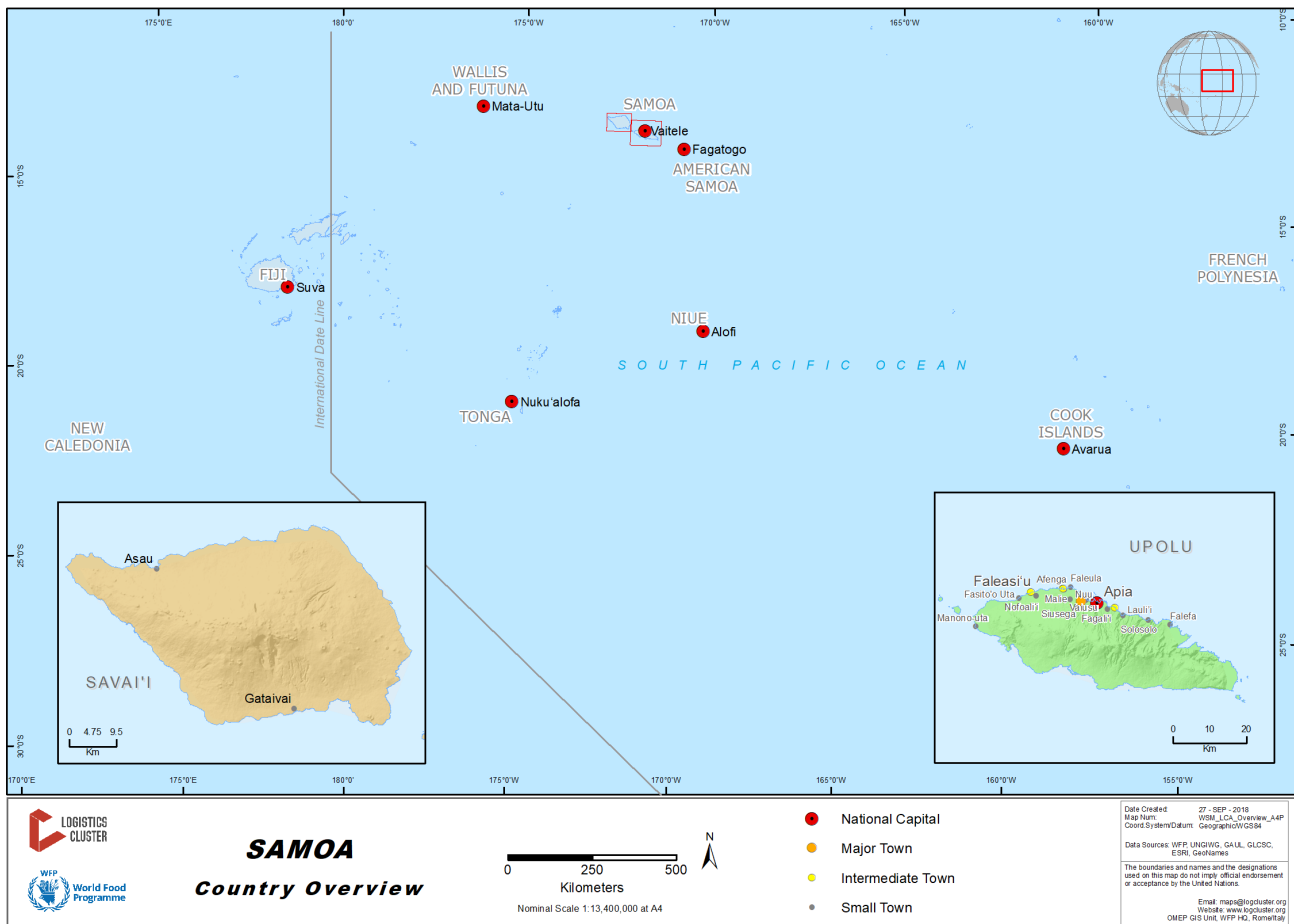 175°0'E
180°0'
175°0'W
170°0'W
165°0'W
160°0'W
10°0'S
WALLIS
AND FUTUNA
Mata-Utu
SAMOA
Vaitele
Fagatogo
AMERICAN
SAMOA
15°0'S
15°0'S
FIJI
Suva
International Date Line
FRENCH
POLYNESIA
NIUE
Alofi
SOUTH PACIFIC OCEAN
20°0'S
20°0'S
TONGA
Nuku'alofa
NEW
CALEDONIA
COOK
ISLANDS
Avarua
25°0'S
25°0'S
30°0'S
Asau
SAVAI'I
Gataivai
0 4.75 9.5
Km
UPOLU
Faleasi'u
Afenga
Faleula
Fasito'o Uta
Nofoali'i
Malie
Nuu
Apia
Siusega
Vaiusu
Fagali'i
Lauli'i
Solosolo
Falefa
Manono uta
0 10 20
Km
170°0'E
175°0'E
180°0'
175°0'W
170°0'W
165°0'W
160°0'W
155°0'W
LOGISTICS
CLUSTER
WFP
World Food
Programme
SAMOA
Country Overview
0 250 500
Kilometers
Nominal Scale 1:13,400,000 at A4
N
National Capital
Major Town
Intermediate Town
Small Town
Date Created: 27 - SEP - 2018
Map Num: WSM_LCA_Overview_A4P
Coord.System/Datum: Geographic/WGS84
Data Sources: WFP, UNGIWG, GAUL, GLCSC,
ESRI, GeoNames
The boundaries and names and the designations
used on this map do not imply official endorsement
or acceptance by the United Nations.
Email: maps@logcluster.org
Website: www.logcluster.org
OMEP GIS Unit, WFP HQ, Rome/Italy